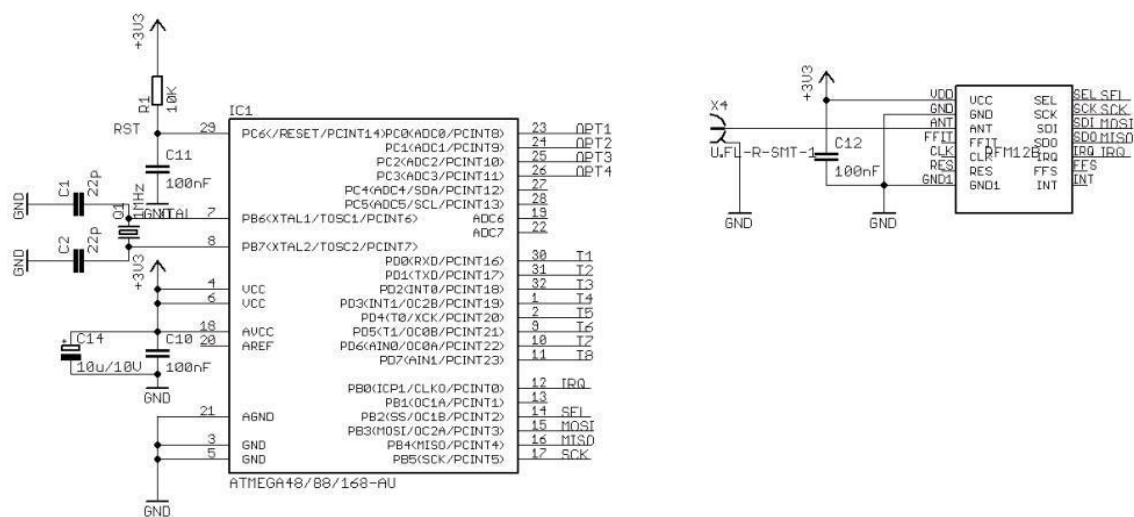 +3V3
R1
10K
RST
C11
100nF
GND
C1
22p
GND
XTAL
Q1
1MHz
GND
C2
22p
+3V3
C14
10u/10V
C10
100nF
GND
GND
IC1
29 PC6(/RESET/PCINT14)
7 PB6(XTAL1/TOSC1/PCINT6)
8 PB7(XTAL2/TOSC2/PCINT7)
4 VCC
6 VCC
18 AVCC
20 AREF
21 AGND
3 GND
5 GND
PC0(ADC0/PCINT8) 23 OPT1
PC1(ADC1/PCINT9) 24 OPT2
PC2(ADC2/PCINT10) 25 OPT3
PC3(ADC3/PCINT11) 26 OPT4
PC4(ADC4/SDA/PCINT12) 27
PC5(ADC5/SCL/PCINT13) 28
ADC6 19
ADC7 22
PD0(RXD/PCINT16) 30 T1
PD1(TXD/PCINT17) 31 T2
PD2(INT0/PCINT18) 32 T3
PD3(INT1/OC2B/PCINT19) 1 T4
PD4(T0/XCK/PCINT20) 2 T5
PD5(T1/OC0B/PCINT21) 9 T6
PD6(AIN0/OC0A/PCINT22) 10 T7
PD7(AIN1/PCINT23) 11 T8
PB0(ICP1/CLKO/PCINT0) 12 IRQ
PB1(OC1A/PCINT1) 13
PB2(SS/OC1B/PCINT2) 14 SEL
PB3(MOSI/OC2A/PCINT3) 15 MOSI
PB4(MISO/PCINT4) 16 MISO
PB5(SCK/PCINT5) 17 SCK
ATMEGA48/88/168-AU
X4
U.FL-R-SMT-1
GND
+3V3
C12
100nF
GND
VDD VCC SEL SEL SEL
GND GND SCK SCK SCK
ANT ANT SDI SDI MOSI
FFIT FFIT SDO SDO MISO
CLK CLK IRQ IRQ IRQ
RES RES FFS FFS
GND1 GND1 INT INT
RFM12B